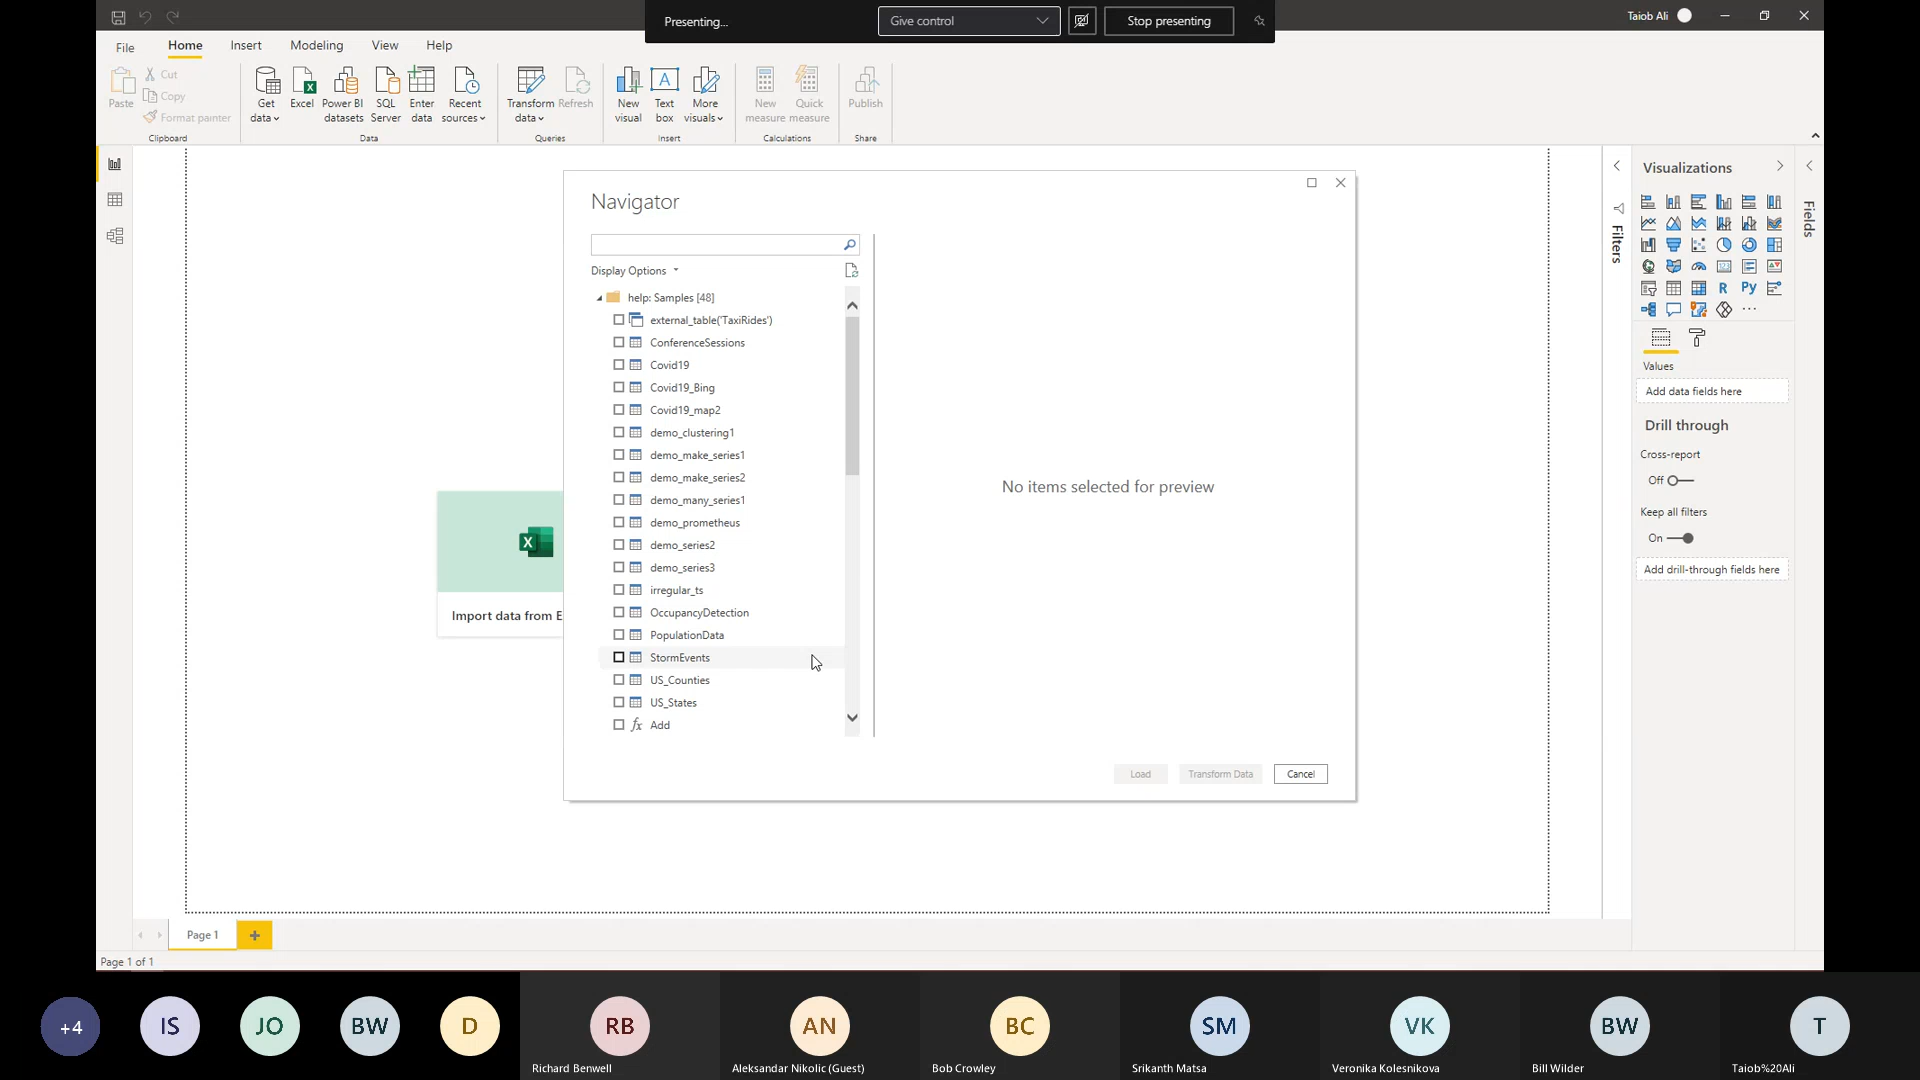 Presenting...
Give control
Stop presenting
Taiob Ali
File
Home
Insert
Modeling
View
Help
Paste
Cut
Copy
Format painter
Clipboard
Get data
Excel
Power BI datasets
SQL Server
Enter data
Recent sources
Data
Transform data
Refresh
Queries
New visual
Text box
More visuals
Insert
New measure
Quick measure
Calculations
Publish
Share
Navigator
Display Options
help: Samples [48]
external_table('TaxiRides')
ConferenceSessions
Covid19
Covid19_Bing
Covid19_map2
demo_clustering1
demo_make_series1
demo_make_series2
demo_many_series1
demo_prometheus
demo_series2
demo_series3
irregular_ts
OccupancyDetection
PopulationData
StormEvents
US_Counties
US_States
fx Add
No items selected for preview
Load
Transform Data
Cancel
X
Import data from E
Filters
Visualizations
R
Py
Values
Add data fields here
Drill through
Cross-report
Off
Keep all filters
On
Add drill-through fields here
Fields
Page 1
Page 1 of 1
+4
IS
JO
BW
D
RB
Richard Benwell
AN
Aleksandar Nikolic (Guest)
BC
Bob Crowley
SM
Srikanth Matsa
VK
Veronika Kolesnikova
BW
Bill Wilder
T
Taiob%20Ali